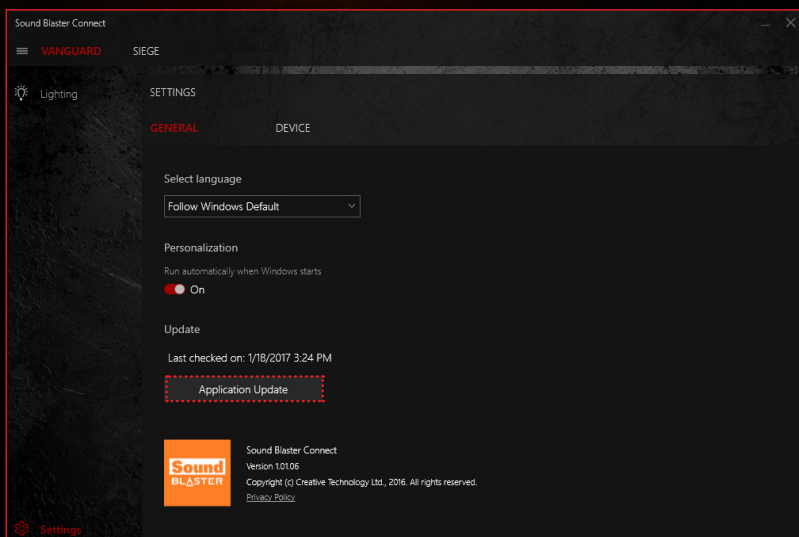 Sound Blaster Connect
VANGUARD SIEGE
Lighting
SETTINGS
GENERAL DEVICE
Select language
Follow Windows Default
Personalization
Run automatically when Windows starts
On
Update
Last checked on: 1/18/2017 3:24 PM
Application Update
Sound
BLASTER
Sound Blaster Connect
Version 1.01.06
Copyright (c) Creative Technology Ltd., 2016. All rights reserved.
Privacy Policy
Settings